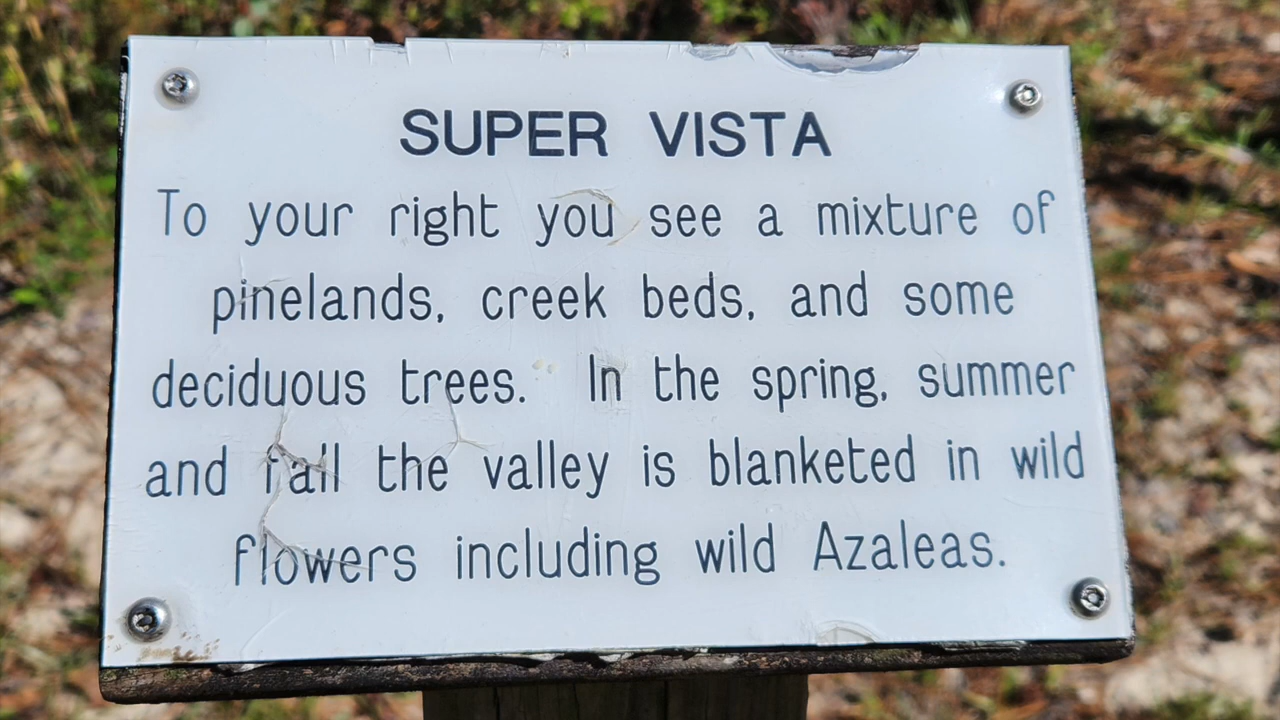 SUPER VISTA
To your right you see a mixture of
pinelands, creek beds, and some
deciduous trees. In the spring, summer
and fall the valley is blanketed in wild
flowers including wild Azaleas.